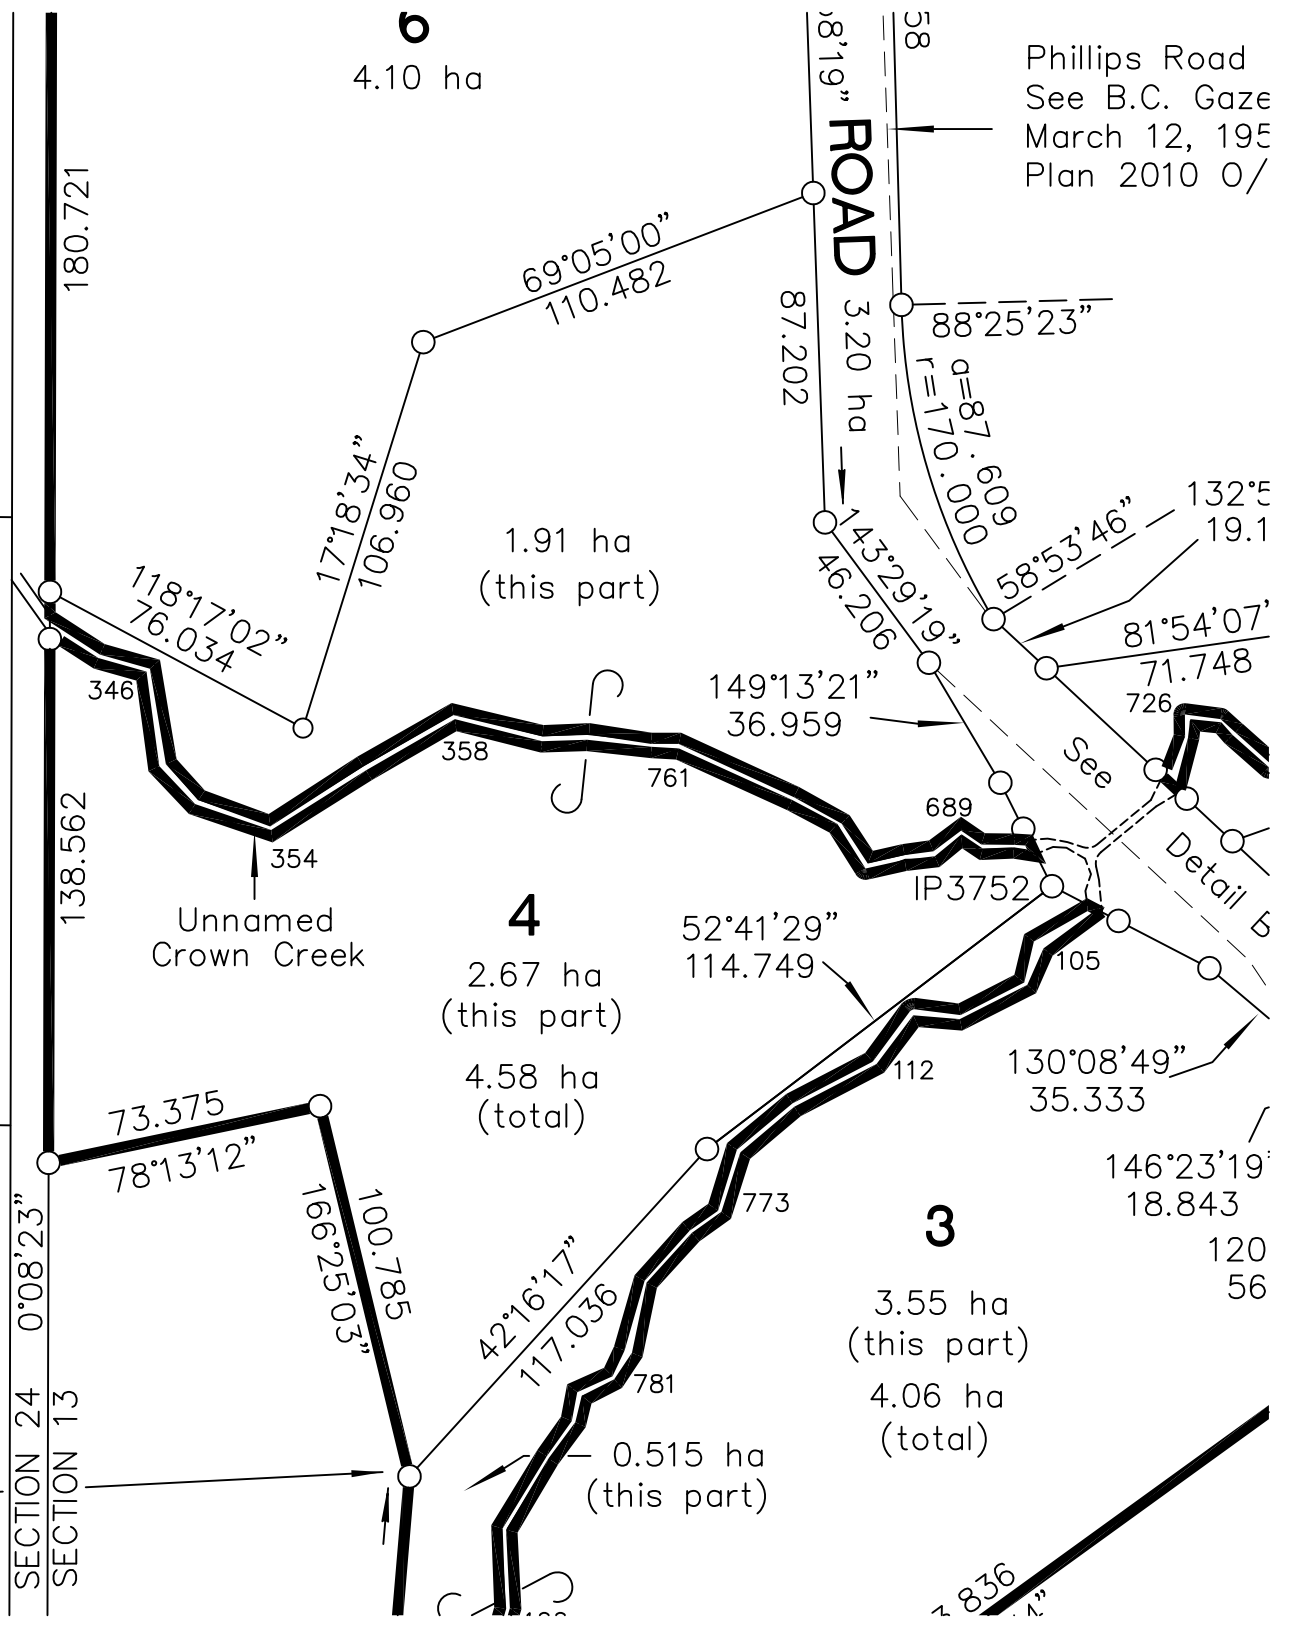 6
4.10 ha
8'19"
58
ROAD
3.20 ha
Phillips Road
See B.C. Gaze
March 12, 195
Plan 2010 O/
180.721
69°05'00"
110.482
87.202
88°25'23"
a=87.609
r=170.000
17°18'34"
106.960
1.91 ha
(this part)
143°29'19"
46.206
58°53'46"
132°5
19.1
118°17'02"
76.034
81°54'07'
71.748
346
149°13'21"
36.959
726
358
761
See
Detail B
689
138.562
354
IP3752
Unnamed
Crown Creek
4
2.67 ha
(this part)
4.58 ha
(total)
52°41'29"
114.749
105
112
130°08'49"
35.333
73.375
78°13'12"
146°23'19"
18.843
120
56
773
3
3.55 ha
(this part)
4.06 ha
(total)
0°08'23"
166°25'03"
100.785
42°16'17"
117.036
781
SECTION 24
SECTION 13
0.515 ha
(this part)
836
4"